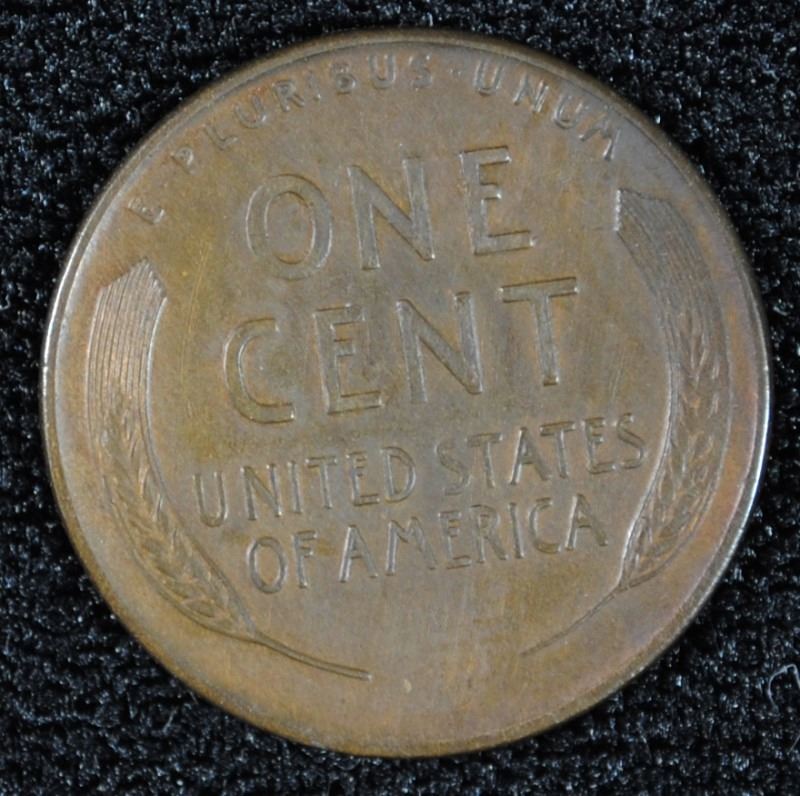 E·PLURIBUS·UNUM
ONE
CENT
UNITED STATES
OF AMERICA